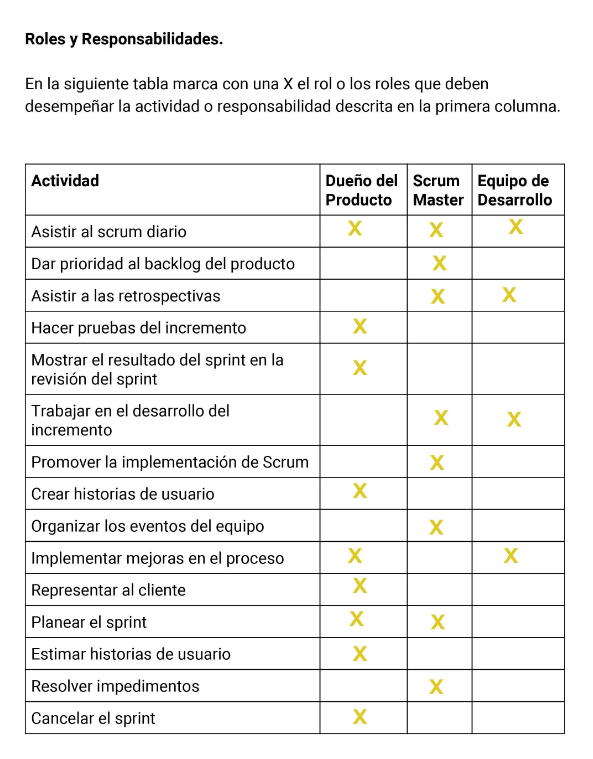 Roles y Responsabilidades.
En la siguiente tabla marca con una X el rol o los roles que deben
desempeñar la actividad o responsabilidad descrita en la primera columna.
Actividad Dueño del Producto Scrum Master Equipo de Desarrollo
Asistir al scrum diario X X X
Dar prioridad al backlog del producto X
Asistir a las retrospectivas X X
Hacer pruebas del incremento X
Mostrar el resultado del sprint en la
revisión del sprint X
Trabajar en el desarrollo del
incremento X X
Promover la implementación de Scrum X
Crear historias de usuario X
Organizar los eventos del equipo X
Implementar mejoras en el proceso X X
Representar al cliente X
Planear el sprint X X
Estimar historias de usuario X
Resolver impedimentos X
Cancelar el sprint X